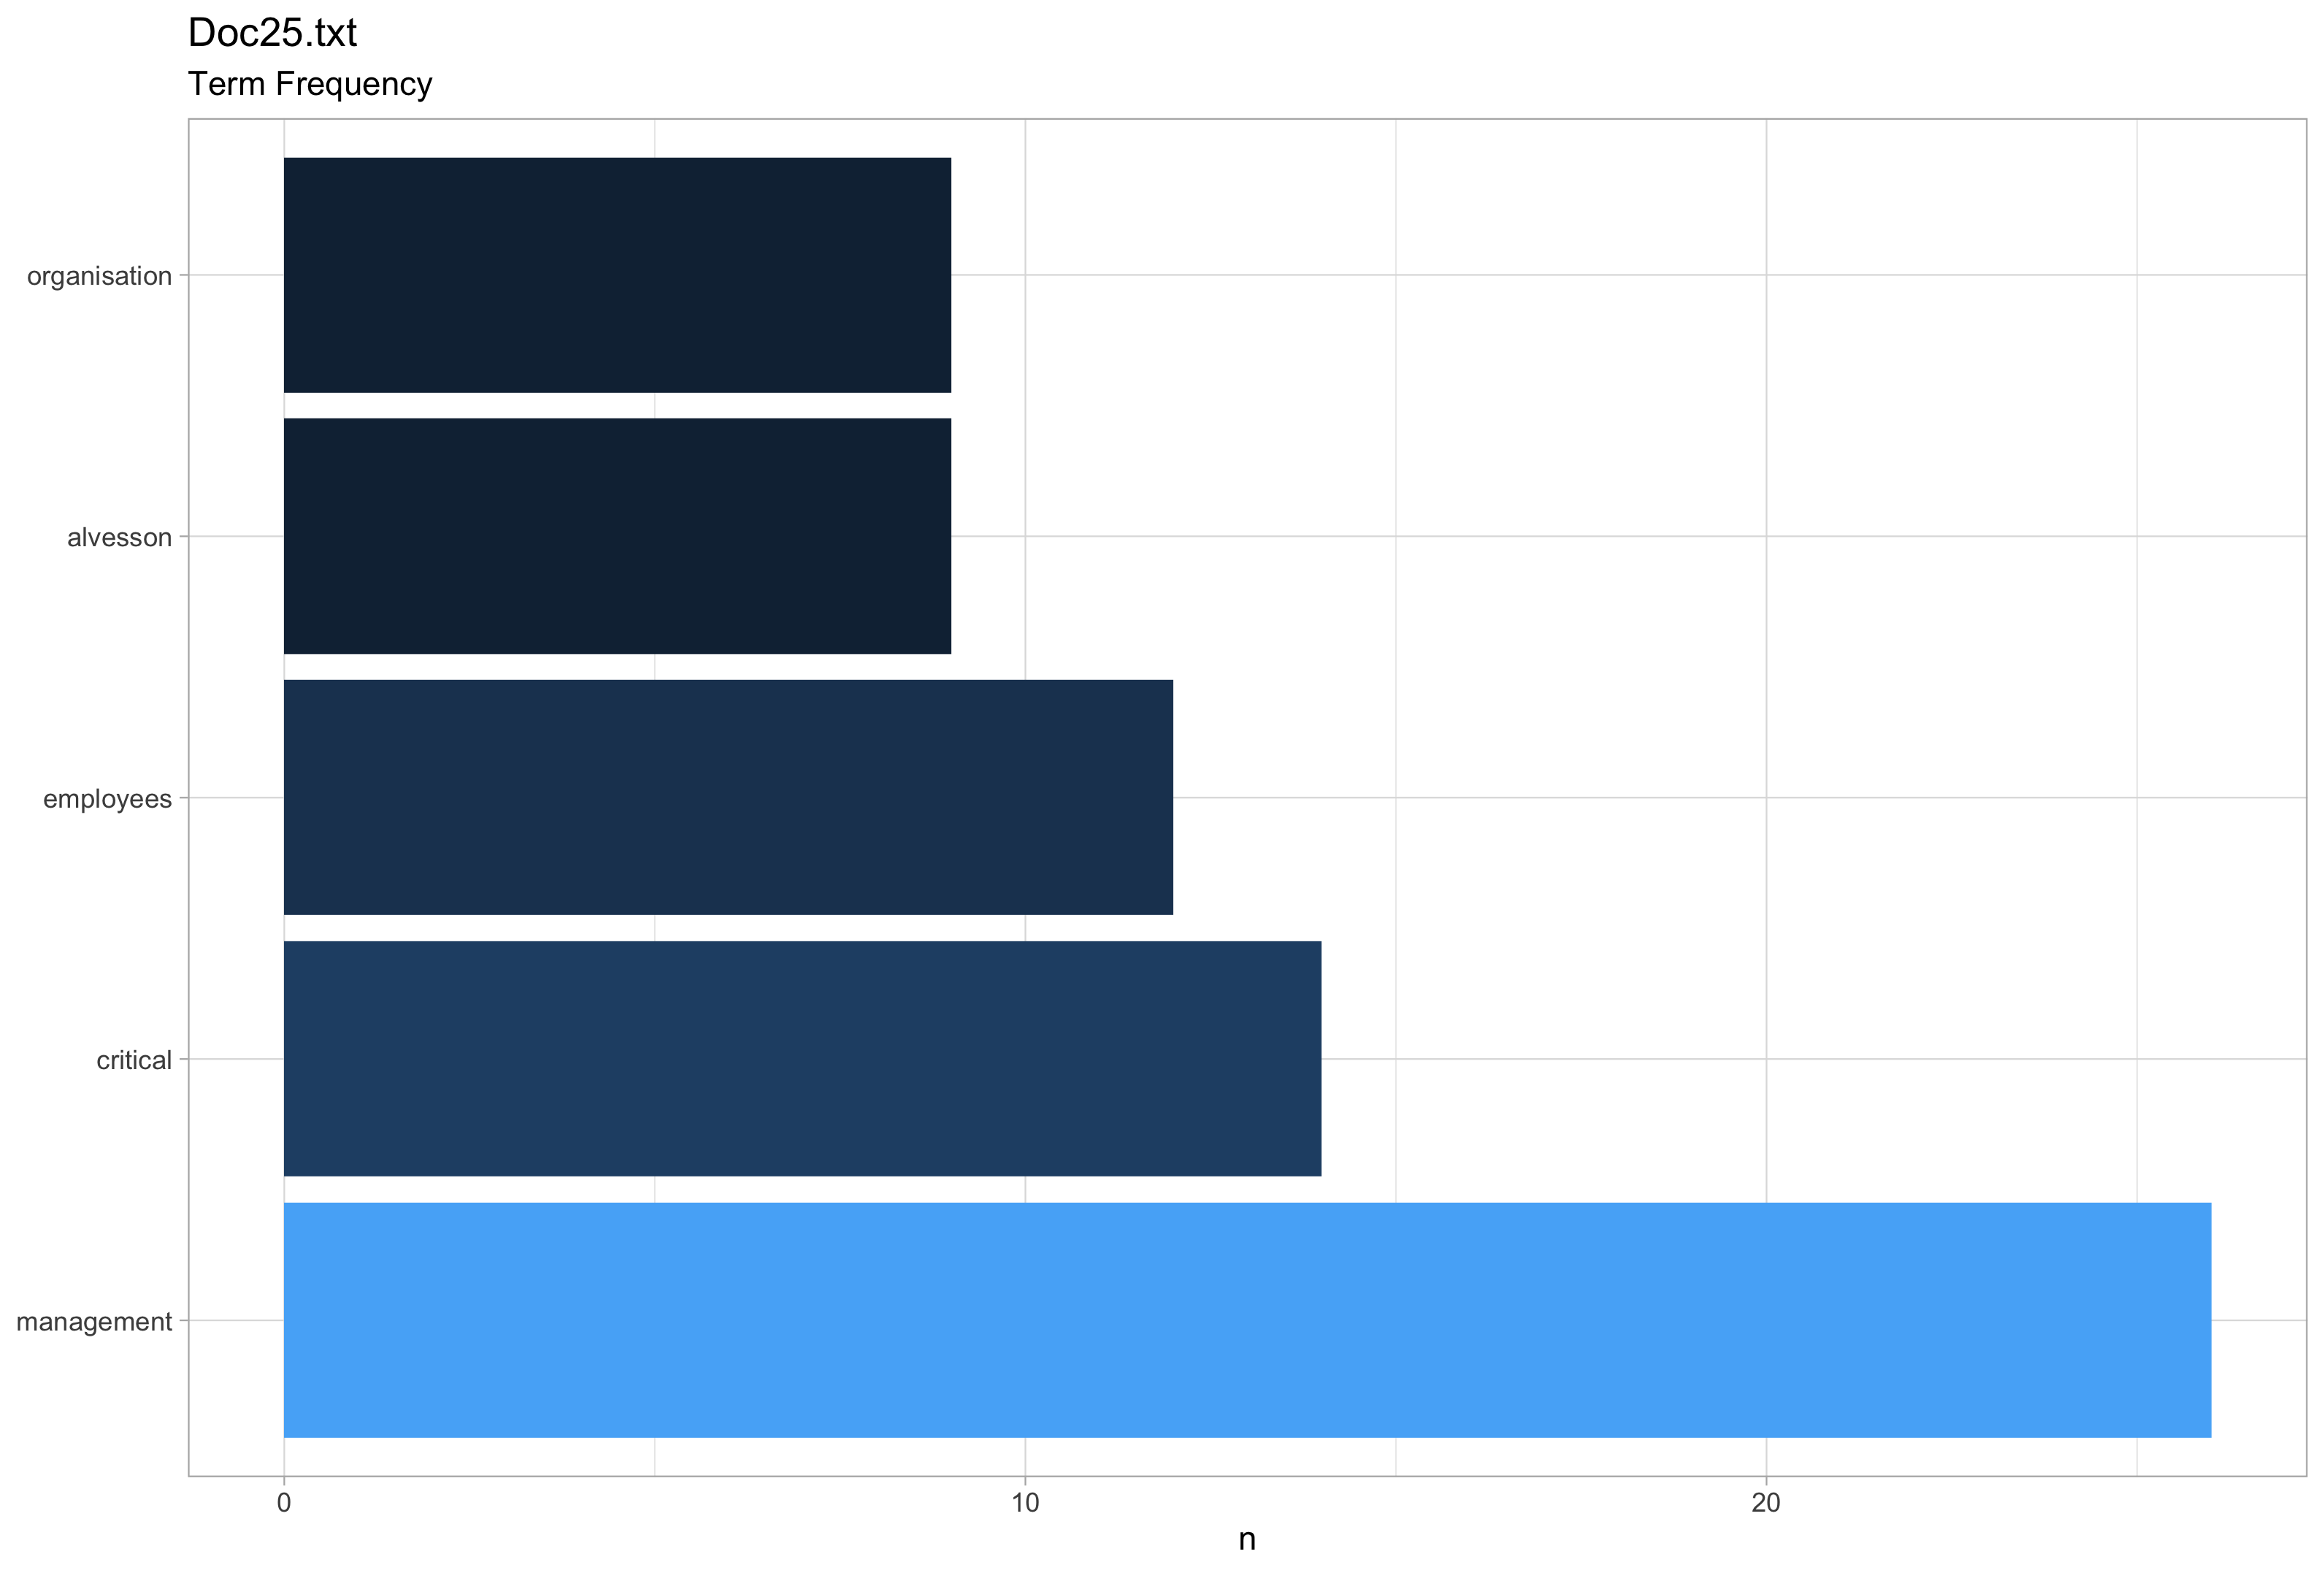 Doc25.txt
Term Frequency
organisation
alvesson
employees
critical
management
0 10 20
n